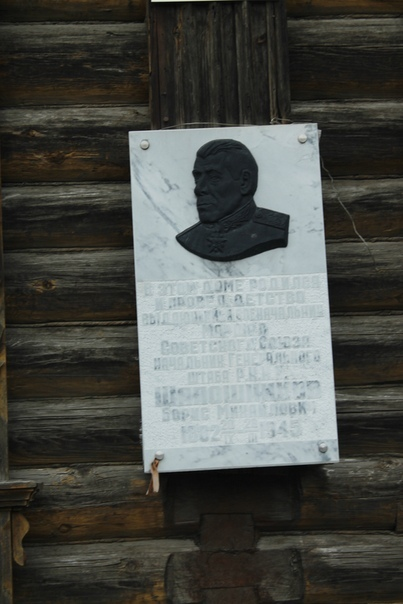 В ЭТОМ ДОМЕ РОДИЛСЯ
И ПРОВЕЛ ДЕТСТВО
ВЫДАЮЩИЙСЯ ВОЕНАЧАЛЬНИК
МАРШАЛ
СОВЕТСКОГО СОЮЗА
НАЧАЛЬНИК ГЕНЕРАЛЬНОГО
ШТАБА
ШАПОШНИКОВ
БОРИС МИХАЙЛОВИЧ
1882 1945